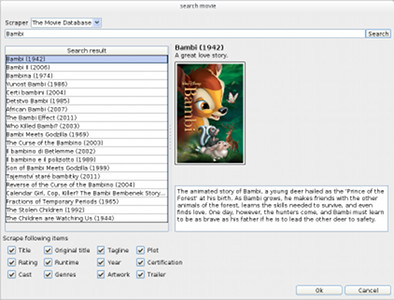 search movie
Scraper The Movie Database
Bambi Search
Search result
Bambi (1942)
Bambi II (2006)
Bambina (1974)
Yunost Bambi (1986)
Certi bambini (2004)
Detstvo Bambi (1985)
African Bambi (2007)
The Bambi Effect (2011)
Who Killed Bambi? (2003)
Bambi Meets Godzilla (1969)
The Curse of the Bambino (2003)
Il bambino di Betlemme (2002)
Il bambino e il poliziotto (1989)
Son of Bambi Meets Godzilla (1999)
Tajemství staré bambitky (2011)
Reverse of the Curse of the Bambino (2004)
Calendar Girl, Cop, Killer? The Bambi Bembenek Story...
Fractions of Temporary Periods (1965)
The Stolen Children (1992)
The Children are Watching Us (1944)
Bambi (1942)
A great love story.
Bambi
The animated story of Bambi, a young deer hailed as the 'Prince of the
Forest' at his birth. As Bambi grows, he makes friends with the other
animals of the forest, learns the skills needed to survive, and even
finds love. One day, however, the hunters come, and Bambi must learn
to be as brave as his father if he is to lead the other deer to safety.
Scrape following items
Title Original title Tagline Plot
Rating Runtime Year Certification
Cast Genres Artwork Trailer
Ok Cancel